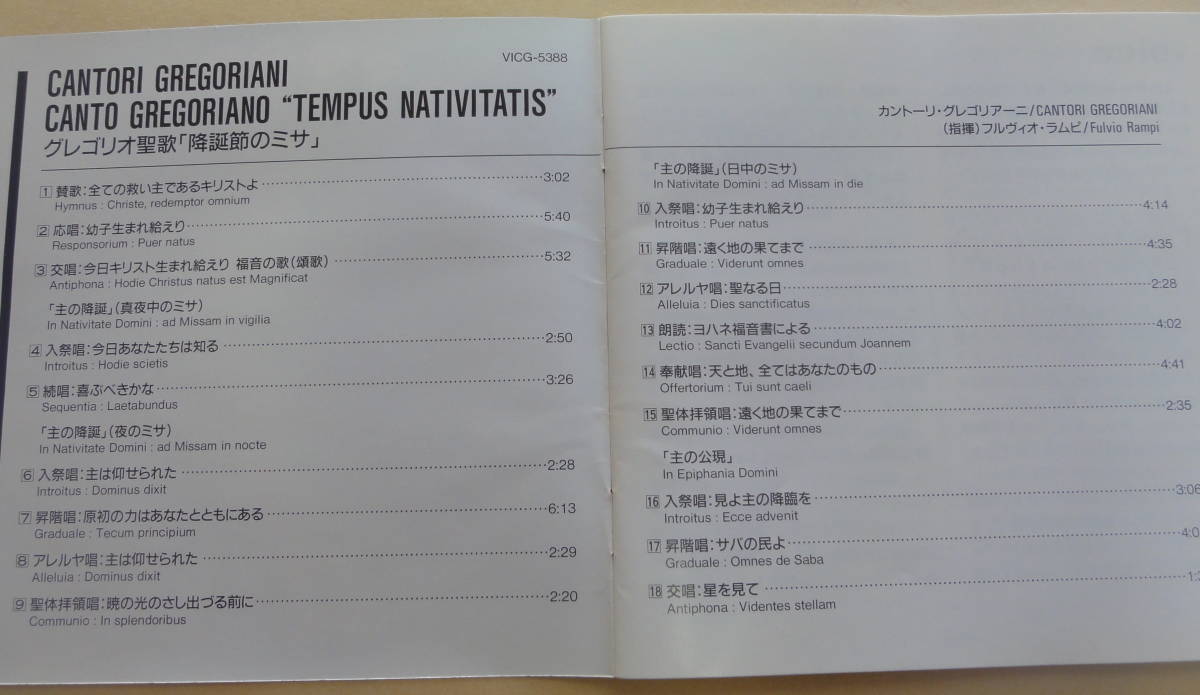 VICG-5388
CANTORI GREGORIANI
CANTO GREGORIANO “TEMPUS NATIVITATIS”
グレゴリオ聖歌「降誕節のミサ」
1 賛歌：全ての救い主であるキリストよ 3:02
Hymnus : Christe, redemptor omnium
2 応唱：幼子生まれ給えり 5:40
Responsorium : Puer natus
3 交唱：今日キリスト生まれ給えり 福音の歌（頌歌） 5:32
Antiphona : Hodie Christus natus est Magnificat
「主の降誕」（真夜中のミサ）
In Nativitate Domini : ad Missam in vigilia
4 入祭唱：今日あなたたちは知る 2:50
Introitus : Hodie scietis
5 続唱：喜ぶべきかな 3:26
Sequentia : Laetabundus
「主の降誕」（夜のミサ）
In Nativitate Domini : ad Missam in nocte
6 入祭唱：主は仰せられた 2:28
Introitus : Dominus dixit
7 昇階唱：原初の力はあなたとともにある 6:13
Graduale : Tecum principium
8 アレルヤ唱：主は仰せられた 2:29
Alleluia : Dominus dixit
9 聖体拝領唱：暁の光のさし出づる前に 2:20
Communio : In splendoribus
カントーリ・グレゴリアーニ/CANTORI GREGORIANI
（指揮）フルヴィオ・ラムピ/Fulvio Rampi
「主の降誕」（日中のミサ）
In Nativitate Domini : ad Missam in die
10 入祭唱：幼子生まれ給えり 4:14
Introitus : Puer natus
11 昇階唱：遠く地の果てまで 4:35
Graduale : Viderunt omnes
12 アレルヤ唱：聖なる日 2:28
Alleluia : Dies sanctificatus
13 朗読：ヨハネ福音書による 4:02
Lectio : Sancti Evangelii secundum Joannem
14 奉献唱：天と地、全てはあなたのもの 4:41
Offertorium : Tui sunt caeli
15 聖体拝領唱：遠く地の果てまで 2:35
Communio : Viderunt omnes
「主の公現」
In Epiphania Domini
16 入祭唱：見よ主の降臨を 3:06
Introitus : Ecce advenit
17 昇階唱：サバの民よ 4:0
Graduale : Omnes de Saba
18 交唱：星を見て
Antiphona : Videntes stellam